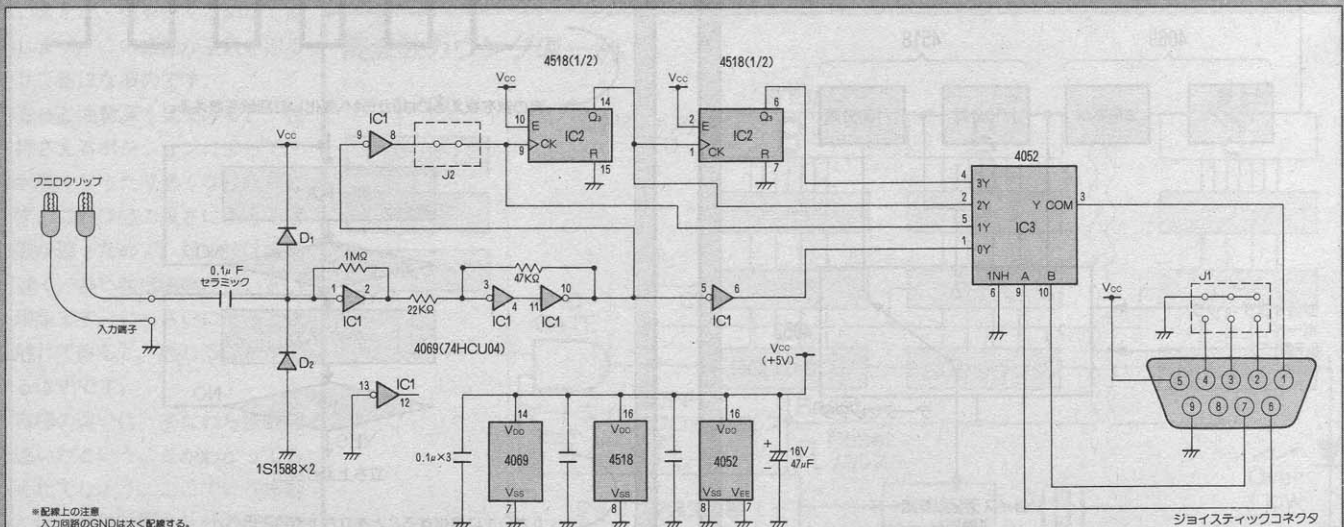 4518(1/2)
4518(1/2)
Vcc
Vcc
Vcc
14
Q3
10
E
IC2
CK
9
R
15
6
Q3
2
E
IC2
CK
1
R
7
IC1
9
8
J2
4052
4
3Y
2
2Y
Y COM
3
5
1Y
IC3
1
0Y
1NH
A
B
6
9
10
ワニ口クリップ
D1
0.1μF
セラミック
1MΩ
1
2
IC1
22KΩ
47KΩ
3
4
IC1
11
10
IC1
5
6
IC1
入力端子
4069(74HCU04)
D2
13
IC1
12
1S1588×2
Vcc
(+5V)
0.1μ×3
14
VDD
4069
VSS
7
16
VDD
4518
VSS
8
16
VDD
4052
VSS
VEE
8
7
+
−
16V
47μF
Vcc
J1
5
4
3
2
1
9
8
7
6
ジョイスティックコネクタ
※配線上の注意
入力回路のGNDは太く配線する。